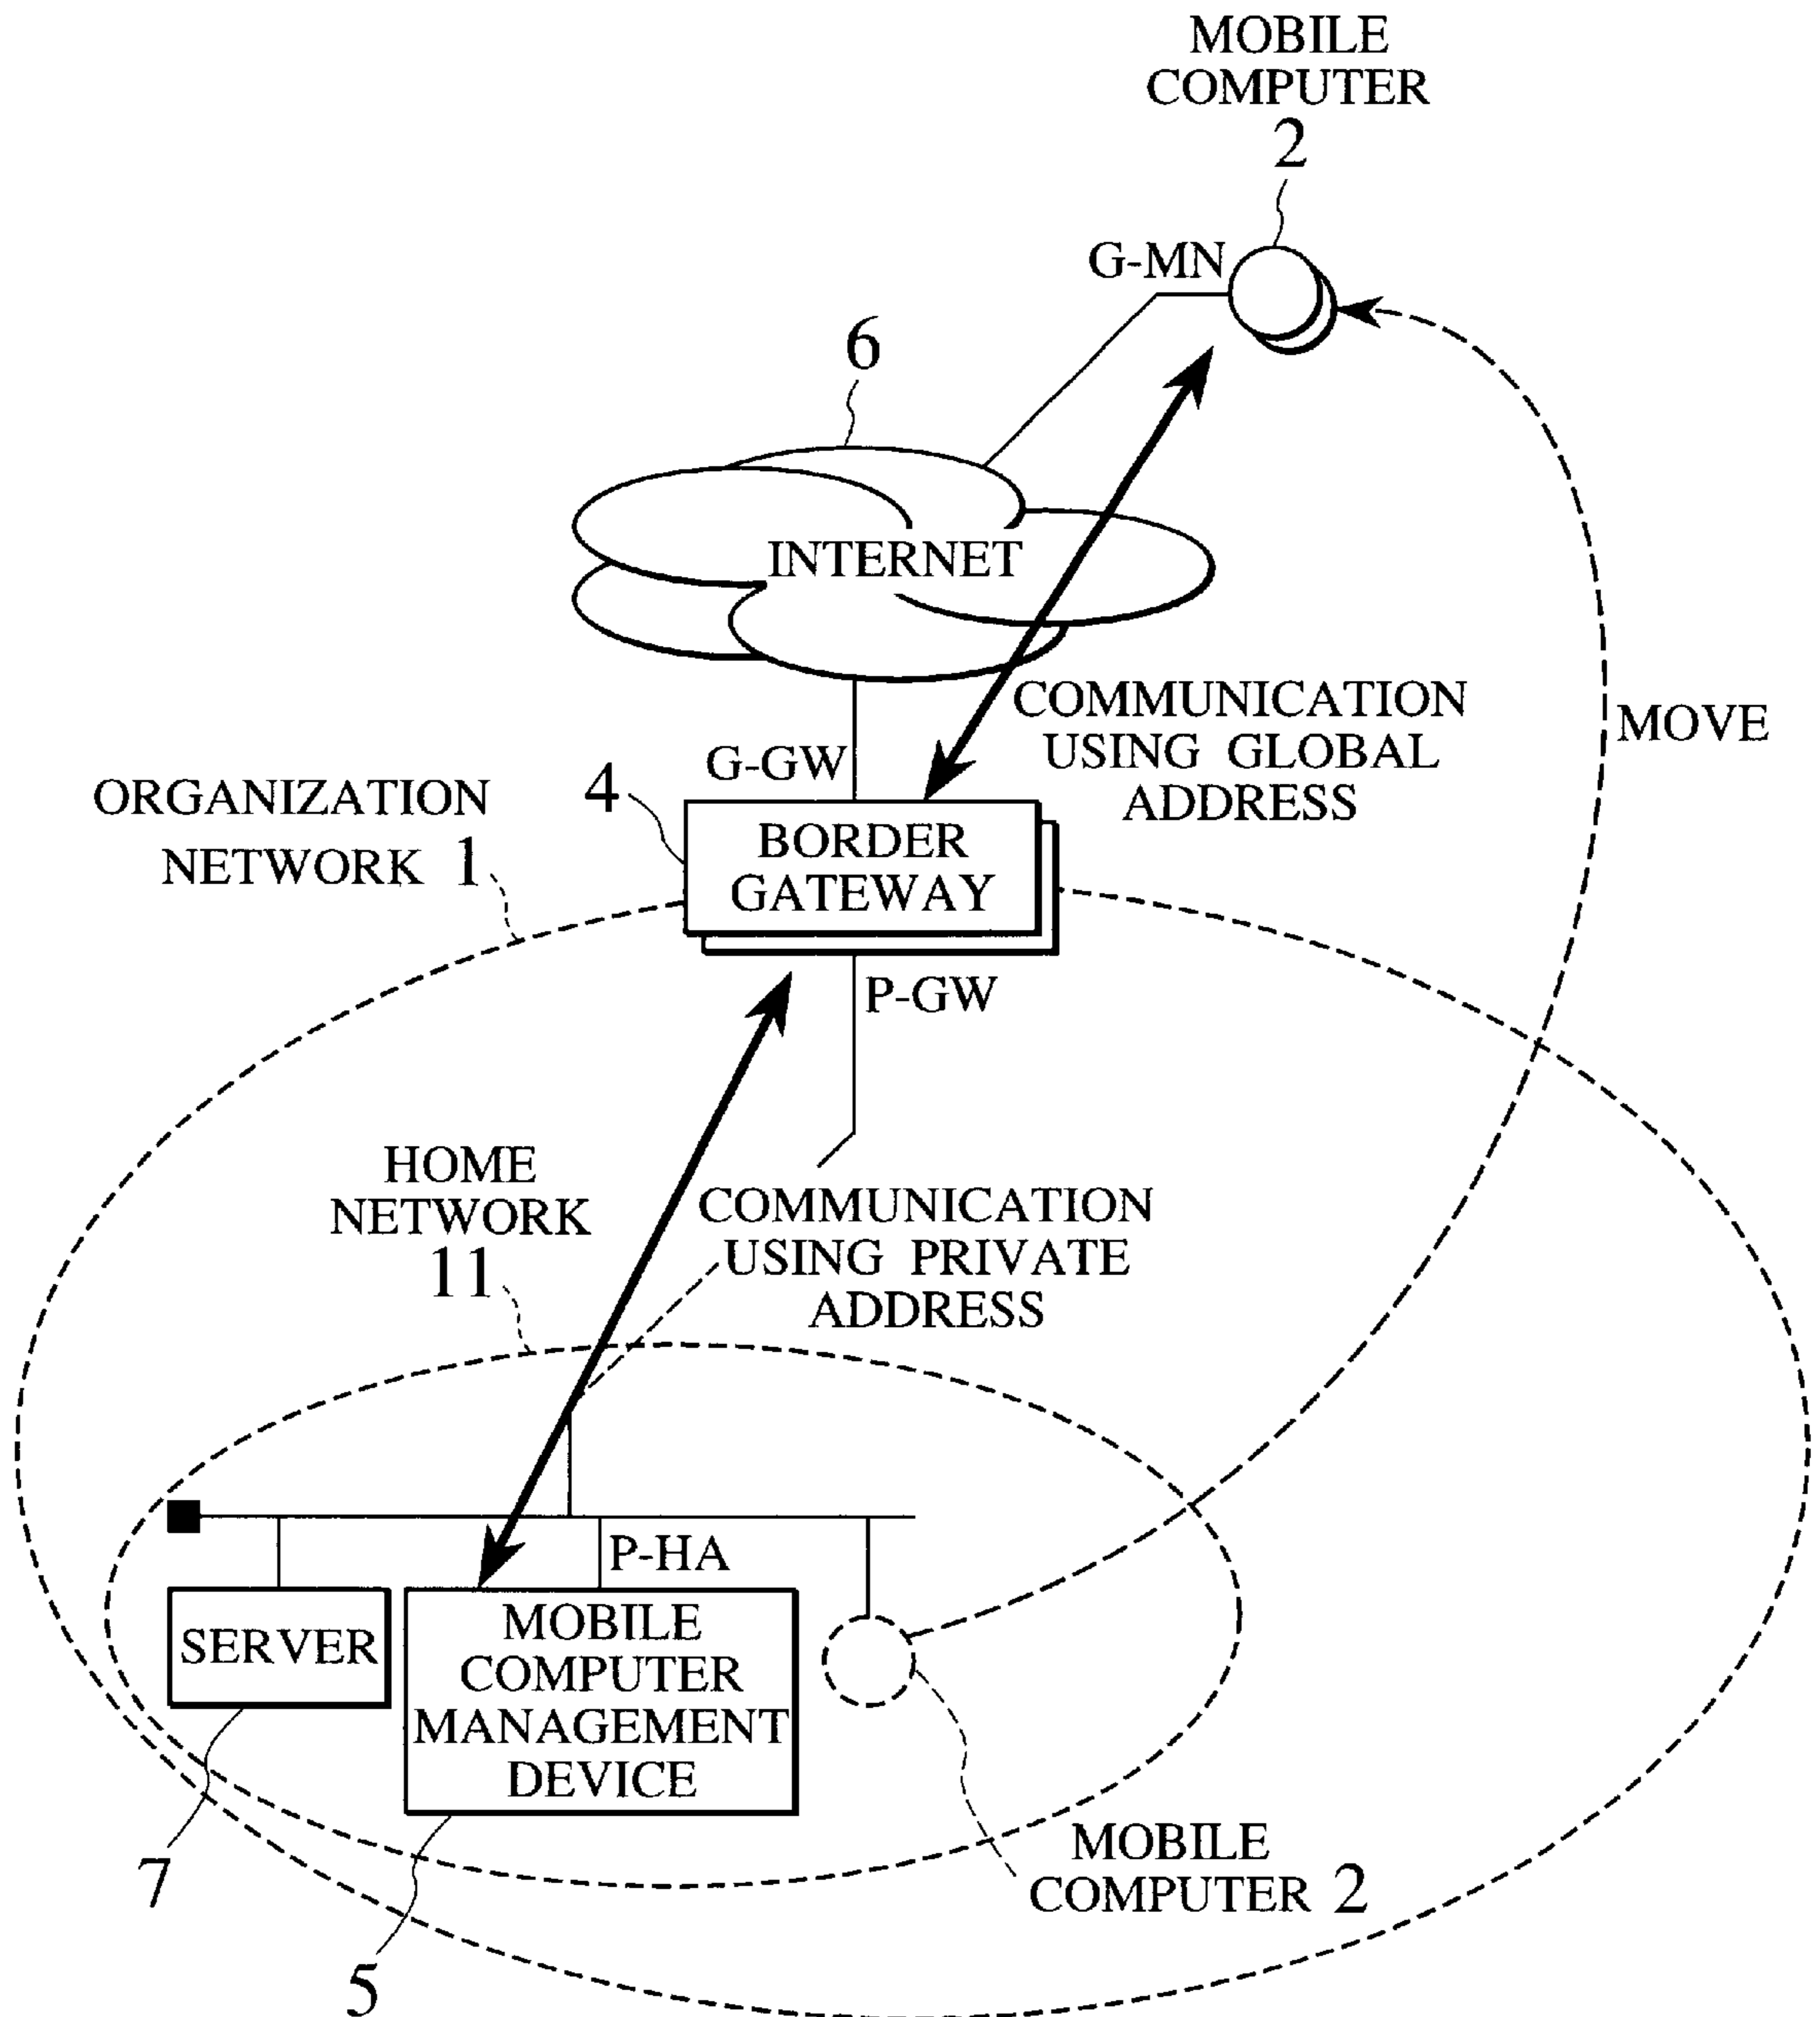 MOBILE
COMPUTER
2
G-MN
6
INTERNET
COMMUNICATION
USING GLOBAL
ADDRESS
MOVE
G-GW
4
ORGANIZATION
NETWORK 1
BORDER
GATEWAY
P-GW
HOME
NETWORK
11
COMMUNICATION
USING PRIVATE
ADDRESS
P-HA
SERVER
MOBILE
COMPUTER
MANAGEMENT
DEVICE
7
5
MOBILE
COMPUTER 2